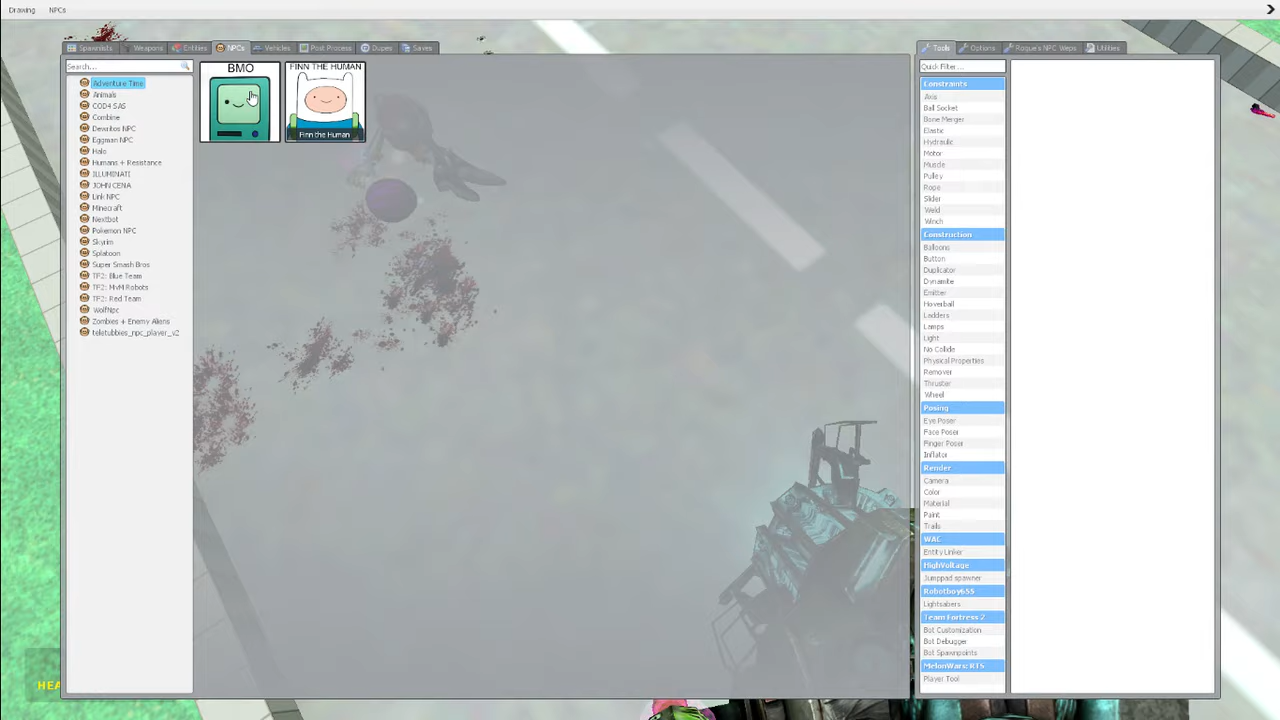 Drawing NPCs
Spawnlists Weapons Entities NPCs Vehicles Post Process Dupes Saves
Search...
Adventure Time
Animals
COD4 SAS
Combine
Devinitos NPC
Eggman NPC
Halo
Humans + Resistance
ILLUMINATI
JOHN CENA
Link NPC
Minecraft
Nextbot
Pokemon NPC
Skyrim
Splatoon
Super Smash Bros
TF2: Blue Team
TF2: MvM Robots
TF2: Red Team
WolfNpc
Zombies + Enemy Aliens
teletubbies_npc_player_v2
BMO
FINN THE HUMAN
Finn the Human
Tools Options Roque's NPC Weps Utilities
Quick Filter...
Constraints
Axis
Ball Socket
Bone Merger
Elastic
Hydraulic
Motor
Muscle
Pulley
Rope
Slider
Weld
Winch
Construction
Balloons
Button
Duplicator
Dynamite
Emitter
Hoverball
Ladders
Lamps
Light
No Collide
Physical Properties
Remover
Thruster
Wheel
Posing
Eye Poser
Face Poser
Finger Poser
Inflator
Render
Camera
Color
Material
Paint
Trails
WAC
Entity Linker
HighVoltage
Jumppad spawner
Robotboy655
Lightsabers
Team Fortress 2
Bot Customization
Bot Debugger
Bot Spawnpoints
MelonWars: RTS
Player Tool
HEA